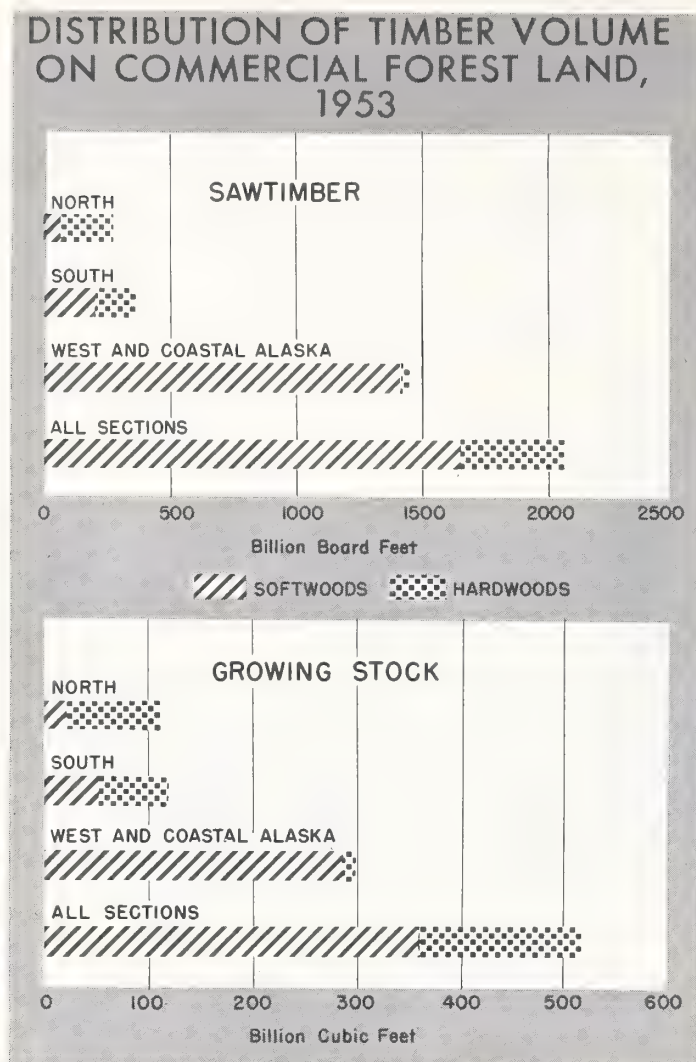 DISTRIBUTION OF TIMBER VOLUME
ON COMMERCIAL FOREST LAND,
1953
SAWTIMBER
NORTH
SOUTH
WEST AND COASTAL ALASKA
ALL SECTIONS
0 500 1000 1500 2000 2500
Billion Board Feet
SOFTWOODS HARDWOODS
GROWING STOCK
NORTH
SOUTH
WEST AND COASTAL ALASKA
ALL SECTIONS
0 100 200 300 400 500 600
Billion Cubic Feet